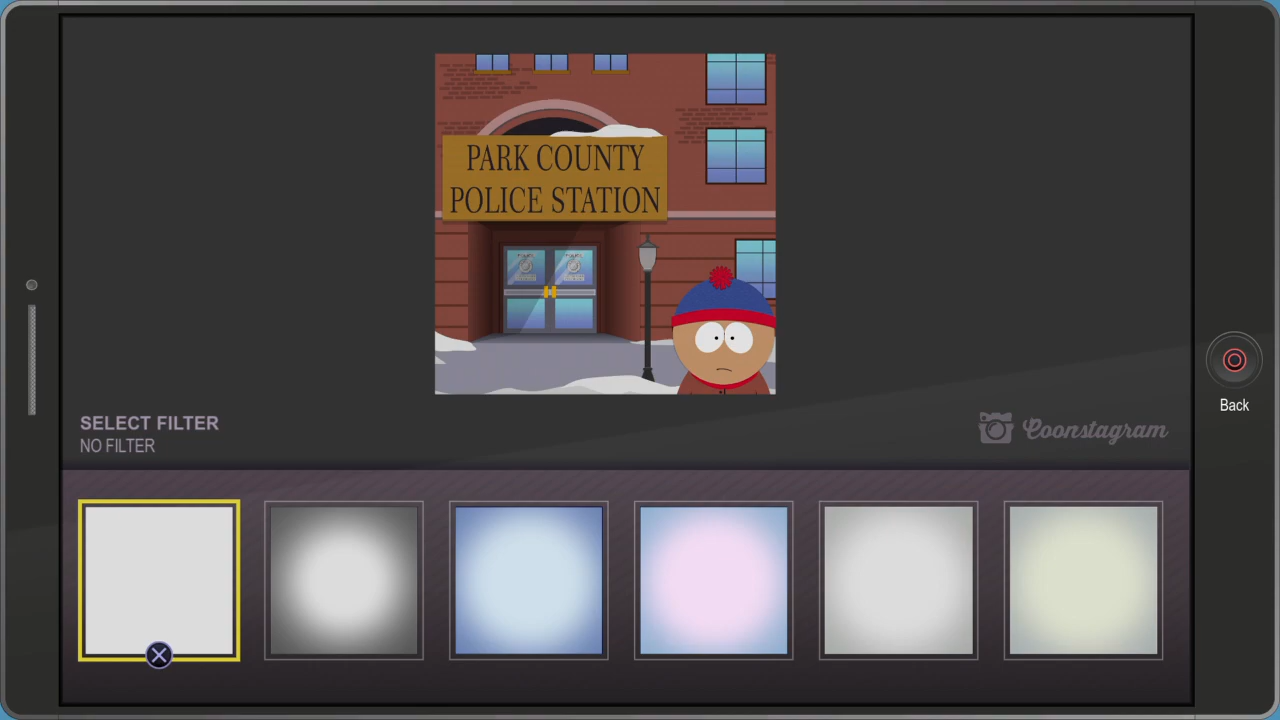 PARK COUNTY
POLICE STATION
SELECT FILTER
NO FILTER
Coonstagram
Back